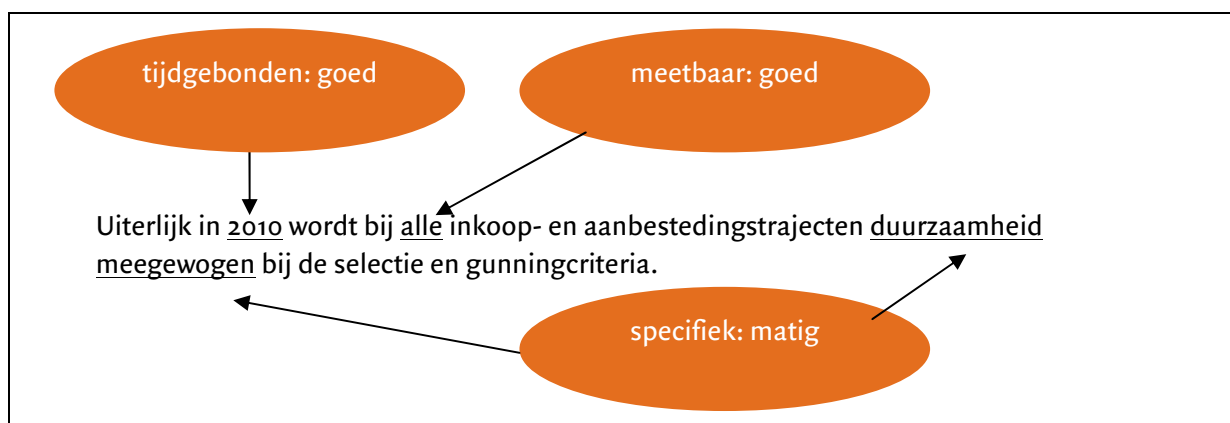 tijdgebonden: goed
meetbaar: goed
Uiterlijk in 2010 wordt bij alle inkoop- en aanbestedingstrajecten duurzaamheid
meegewogen bij de selectie en gunningcriteria.
specifiek: matig